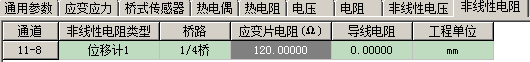 通用参数 应变应力 桥式传感器 热电偶 热电阻 电压 电阻 非线性电压 非线性电阻
通道 非线性电阻类型 桥路 应变片电阻(Ω) 导线电阻 工程单位
11-8 位移计1 1/4桥 120.00000 0.00000 mm